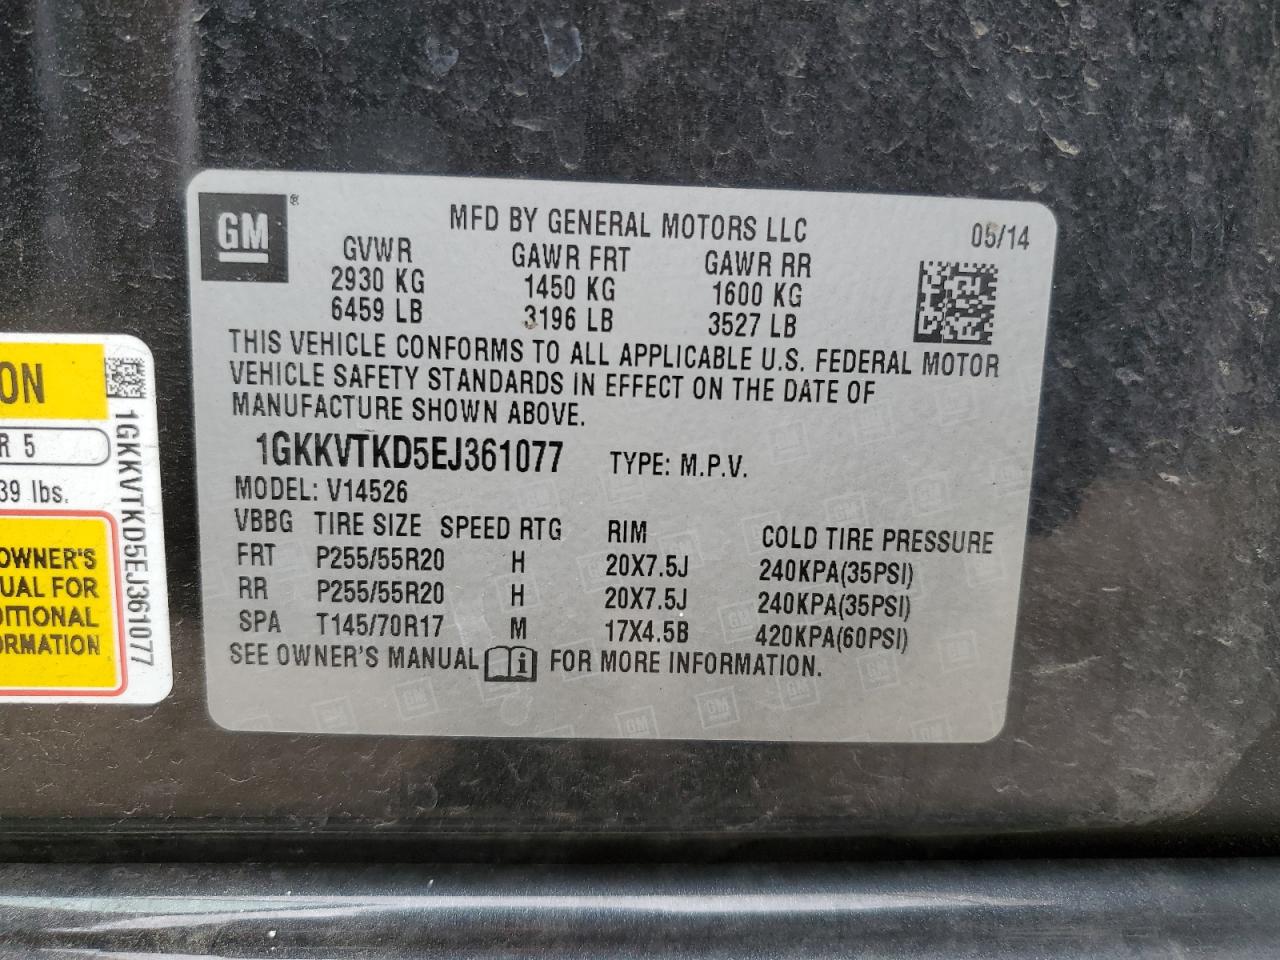 GM ®
MFD BY GENERAL MOTORS LLC 05/14
GVWR GAWR FRT GAWR RR
2930 KG 1450 KG 1600 KG
6459 LB 3196 LB 3527 LB
THIS VEHICLE CONFORMS TO ALL APPLICABLE U.S. FEDERAL MOTOR
VEHICLE SAFETY STANDARDS IN EFFECT ON THE DATE OF
MANUFACTURE SHOWN ABOVE.
1GKKVTKD5EJ361077 TYPE: M.P.V.
MODEL: V14526
VBBG TIRE SIZE SPEED RTG RIM COLD TIRE PRESSURE
FRT P255/55R20 H 20X7.5J 240KPA(35PSI)
RR P255/55R20 H 20X7.5J 240KPA(35PSI)
SPA T145/70R17 M 17X4.5B 420KPA(60PSI)
SEE OWNER'S MANUAL i FOR MORE INFORMATION.
ON
R 5
39 lbs.
OWNER'S
UAL FOR
DITIONAL
ORMATION
1GKKVTKD5EJ361077